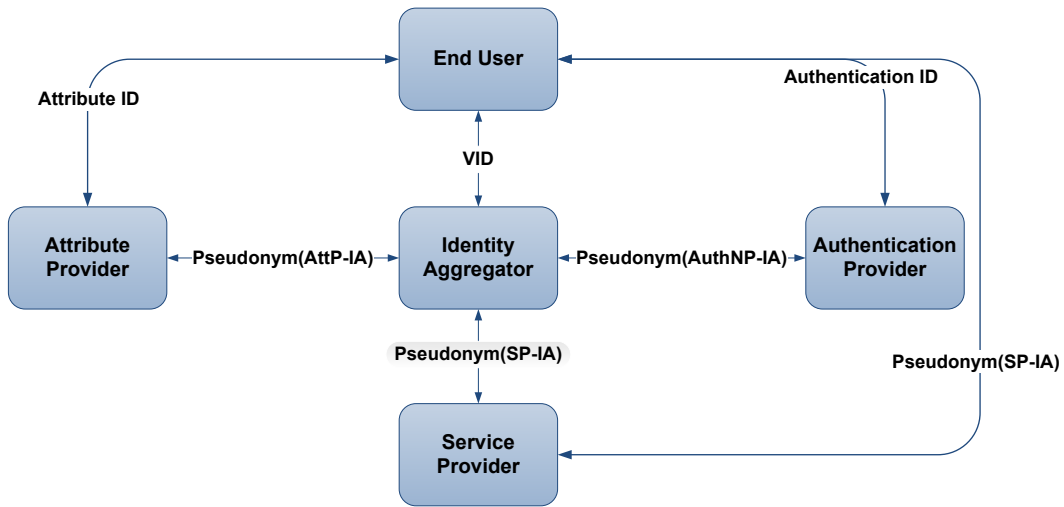 End User
Authentication ID
Attribute ID
VID
Attribute
Provider
Pseudonym(AttP-IA)
Identity
Aggregator
Pseudonym(AuthNP-IA)
Authentication
Provider
Pseudonym(SP-IA)
Pseudonym(SP-IA)
Service
Provider